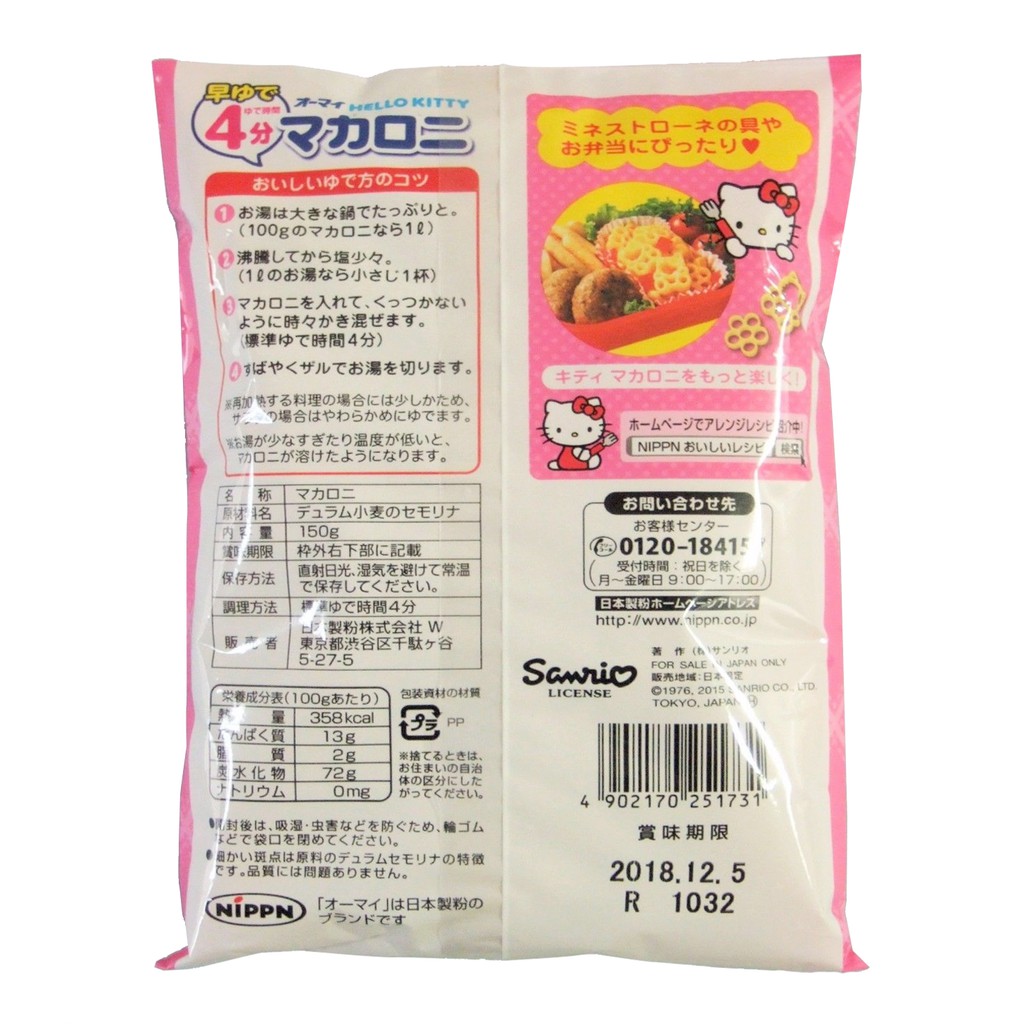 早ゆで
ゆで時間
4分
オーマイ HELLO KITTY
マカロニ
おいしいゆで方のコツ
1 お湯は大きな鍋でたっぷりと。
(100gのマカロニなら1ℓ)
2 沸騰してから塩少々。
(1ℓのお湯なら小さじ1杯)
3 マカロニを入れて、くっつかない
ように時々かき混ぜます。
(標準ゆで時間4分)
4 すばやくザルでお湯を切ります。
※再加熱する料理の場合には少しかため、
サラダの場合はやわらかめにゆでます。
※お湯が少なすぎたり温度が低いと、
マカロニが溶けたようになります。
名称 マカロニ
原材料名 デュラム小麦のセモリナ
内容量 150g
賞味期限 枠外右下部に記載
保存方法 直射日光、湿気を避けて常温
で保存してください。
調理方法 標準ゆで時間4分
販売者 日本製粉株式会社 W
東京都渋谷区千駄ヶ谷
5-27-5
栄養成分表(100gあたり)
熱量 358kcal
たんぱく質 13g
脂質 2g
炭水化物 72g
ナトリウム 0mg
包装資材の材質
プラ PP
※捨てるときは、
お住まいの自治
体の区分にした
がってください。
●開封後は、吸湿・虫害などを防ぐため、輪ゴム
などで袋口を閉めてください。
●細かい斑点は原料のデュラムセモリナの特徴
です。品質には問題ありません。
NIPPN 「オーマイ」は日本製粉の
ブランドです
ミネストローネの具や
お弁当にぴったり♥
キティ マカロニをもっと楽しく!
ホームページでアレンジレシピ紹介中!
NIPPN おいしいレシピ 検索
お問い合わせ先
お客様センター
0120-18415
受付時間:祝日を除く
月〜金曜日 9:00〜17:00
日本製粉ホームページアドレス
http://www.nippn.co.jp
Sanrio
LICENSE
著作 (株)サンリオ
FOR SALE IN JAPAN ONLY
販売地域:日本限定
©1976, 2015 SANRIO CO., LTD.
TOKYO, JAPAN Ⓗ
4 902170 251731
賞味期限
2018.12.5
R 1032